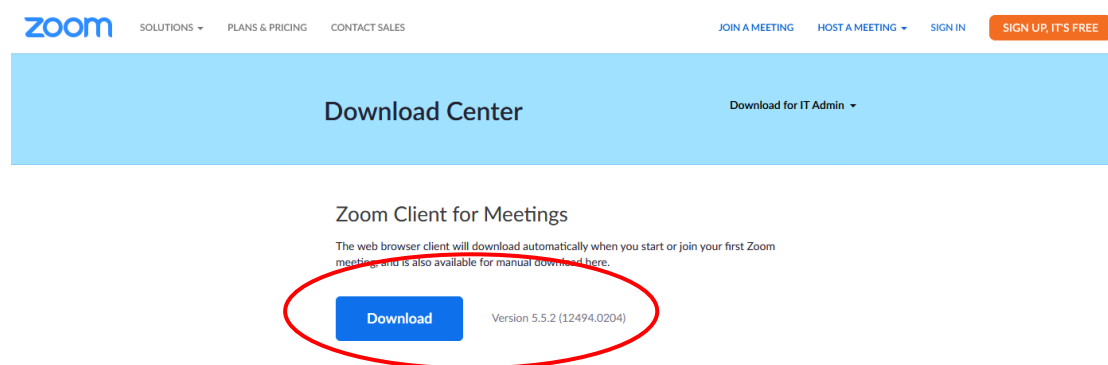 zoom SOLUTIONS PLANS & PRICING CONTACT SALES JOIN A MEETING HOST A MEETING SIGN IN SIGN UP, IT'S FREE
Download Center Download for IT Admin
Zoom Client for Meetings
The web browser client will download automatically when you start or join your first Zoom
meeting, and is also available for manual download here.
Download Version 5.5.2 (12494.0204)